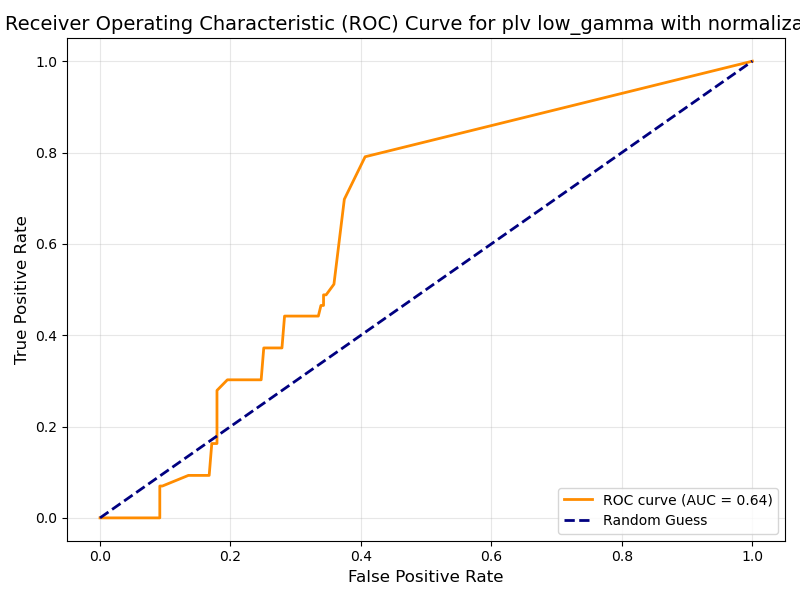 Receiver Operating Characteristic (ROC) Curve for plv low_gamma with normaliza
1.0
0.8
0.6
0.4
0.2
0.0
True Positive Rate
ROC curve (AUC = 0.64)
Random Guess
0.0 0.2 0.4 0.6 0.8 1.0
False Positive Rate